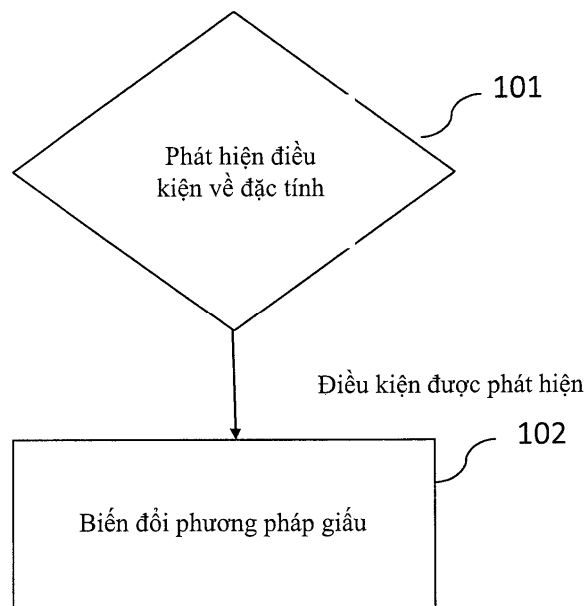 101
Phát hiện điều
kiện về đặc tính
Điều kiện được phát hiện
102
Biến đổi phương pháp giấu